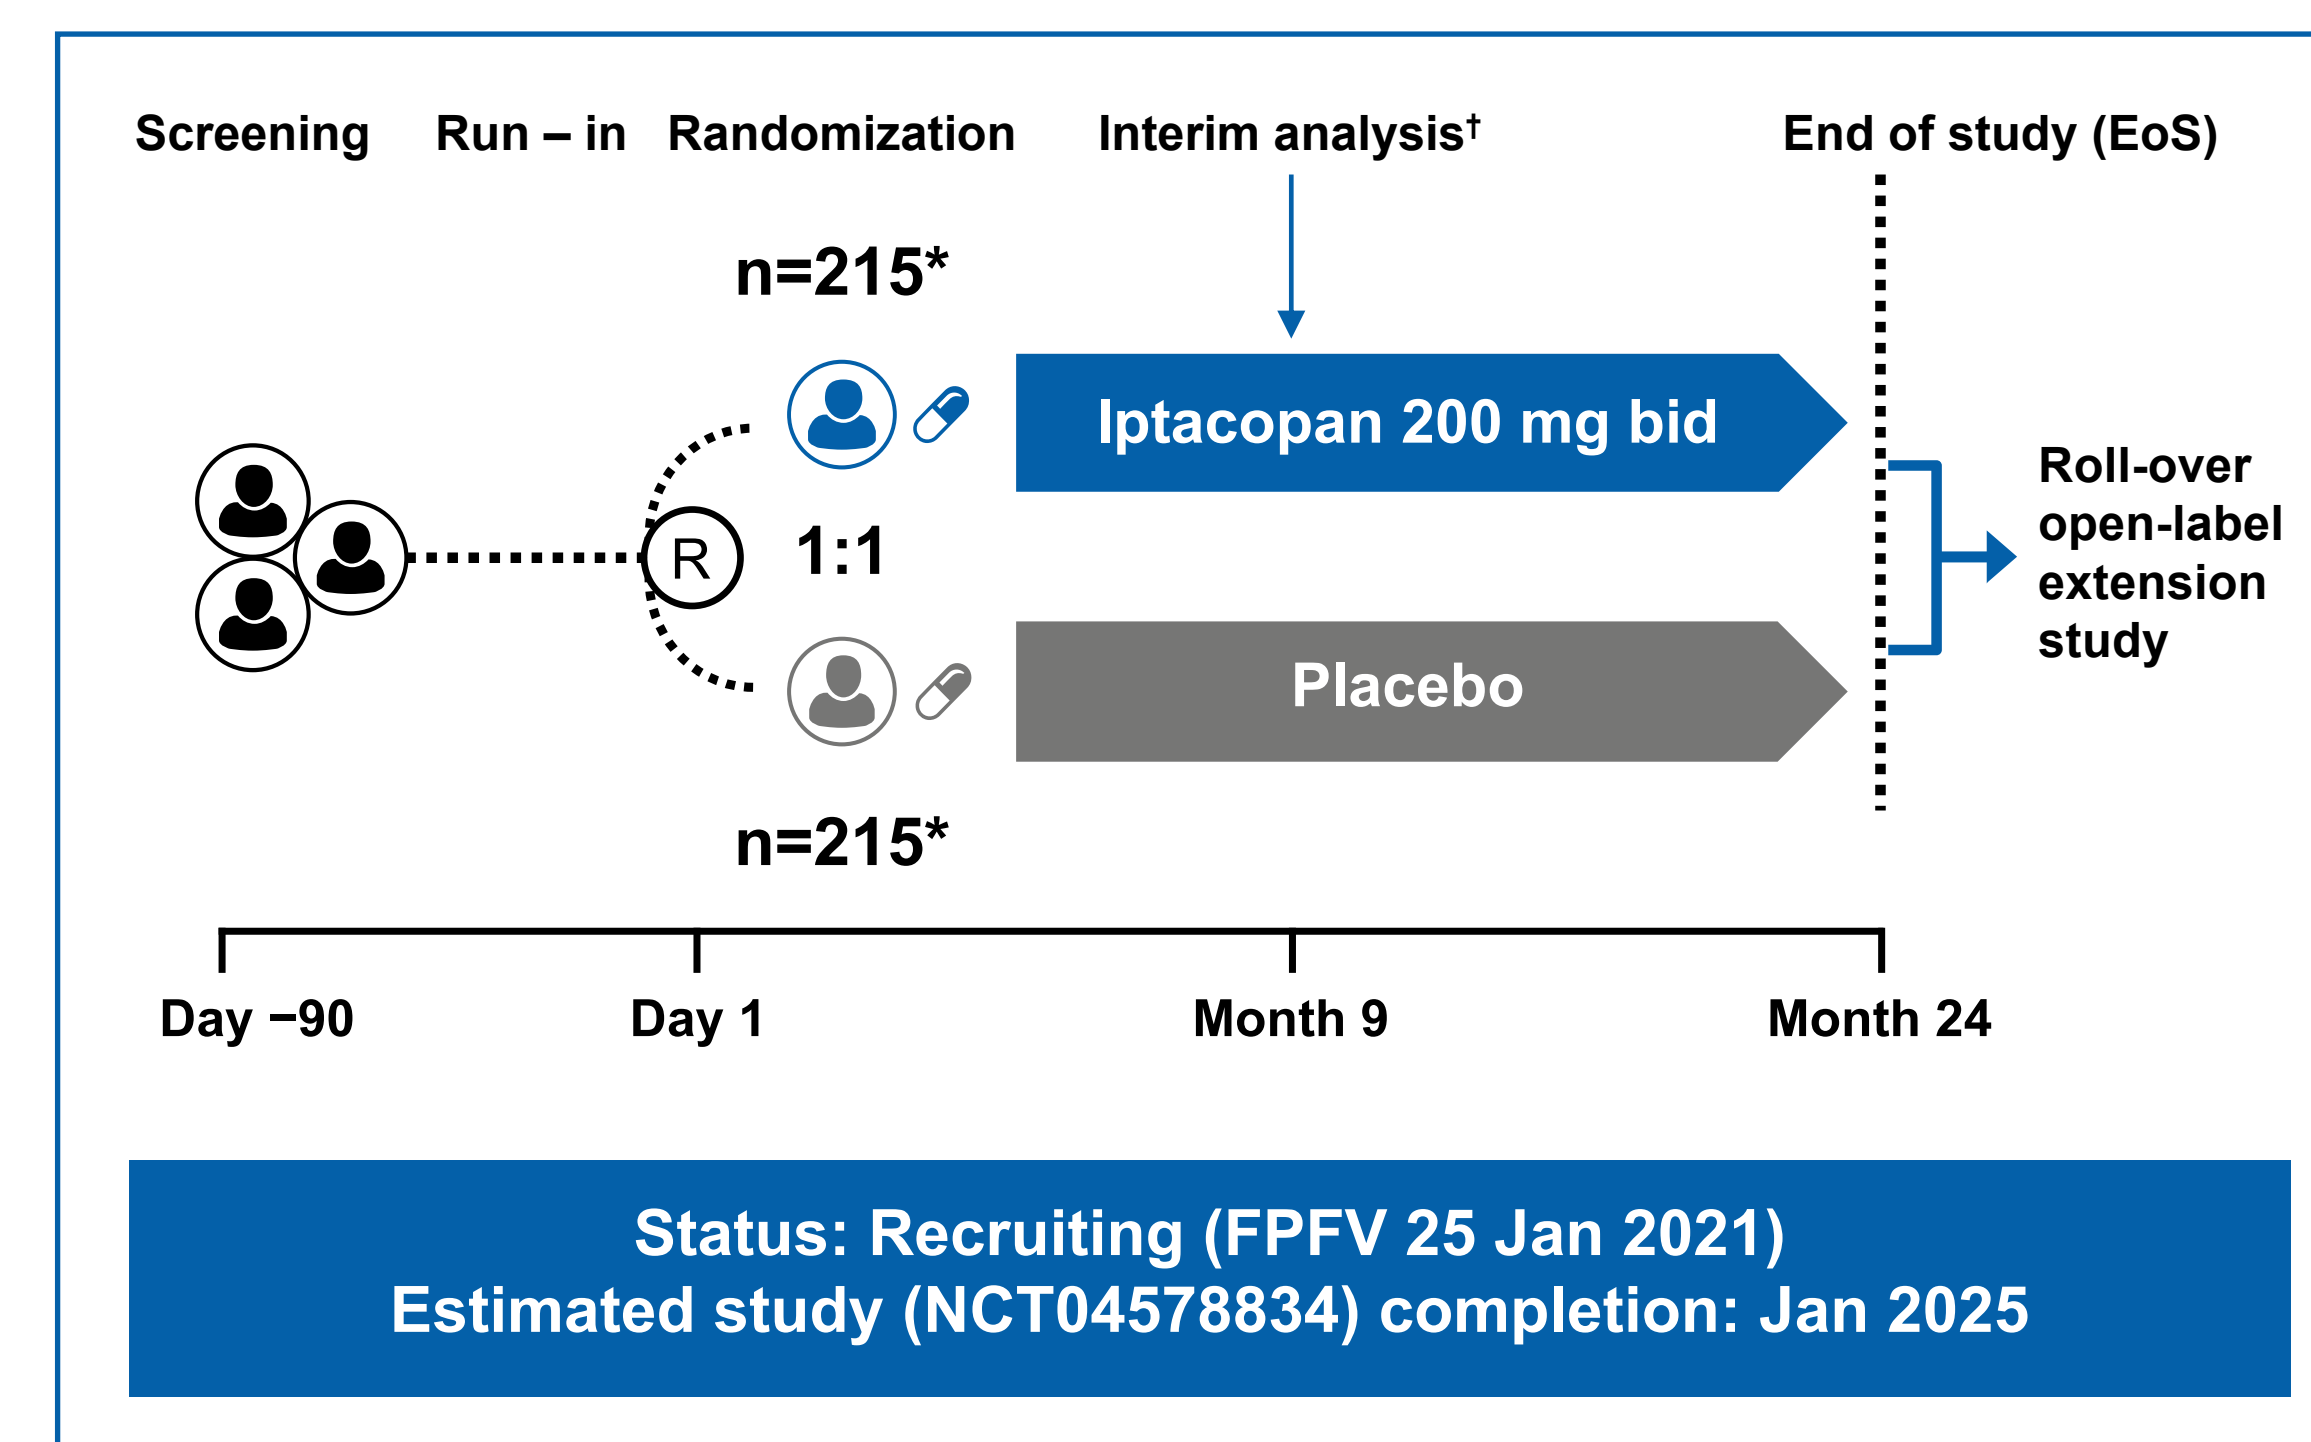 Screening Run – in Randomization Interim analysis† End of study (EoS)
n=215*
Iptacopan 200 mg bid
R 1:1
Placebo
n=215*
Roll-over
open-label
extension
study
Day −90 Day 1 Month 9 Month 24
Status: Recruiting (FPFV 25 Jan 2021)
Estimated study (NCT04578834) completion: Jan 2025